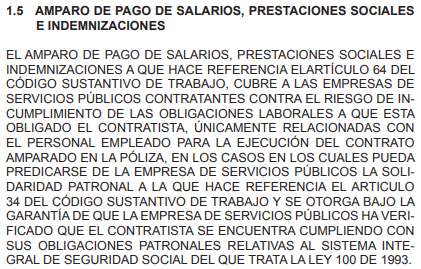 1.5 AMPARO DE PAGO DE SALARIOS, PRESTACIONES SOCIALES
E INDEMNIZACIONES
EL AMPARO DE PAGO DE SALARIOS, PRESTACIONES SOCIALES E
INDEMNIZACIONES A QUE HACE REFERENCIA ELARTÍCULO 64 DEL
CÓDIGO SUSTANTIVO DE TRABAJO, CUBRE A LAS EMPRESAS DE
SERVICIOS PÚBLICOS CONTRATANTES CONTRA EL RIESGO DE IN-
CUMPLIMIENTO DE LAS OBLIGACIONES LABORALES A QUE ESTA
OBLIGADO EL CONTRATISTA, ÚNICAMENTE RELACIONADAS CON
EL PERSONAL EMPLEADO PARA LA EJECUCIÓN DEL CONTRATO
AMPARADO EN LA PÓLIZA, EN LOS CASOS EN LOS CUALES PUEDA
PREDICARSE DE LA EMPRESA DE SERVICIOS PÚBLICOS LA SOLI-
DARIDAD PATRONAL A LA QUE HACE REFERENCIA EL ARTICULO
34 DEL CÓDIGO SUSTANTIVO DE TRABAJO Y SE OTORGA BAJO LA
GARANTÍA DE QUE LA EMPRESA DE SERVICIOS PÚBLICOS HA VERI-
FICADO QUE EL CONTRATISTA SE ENCUENTRA CUMPLIENDO CON
SUS OBLIGACIONES PATRONALES RELATIVAS AL SISTEMA INTE-
GRAL DE SEGURIDAD SOCIAL DEL QUE TRATA LA LEY 100 DE 1993.